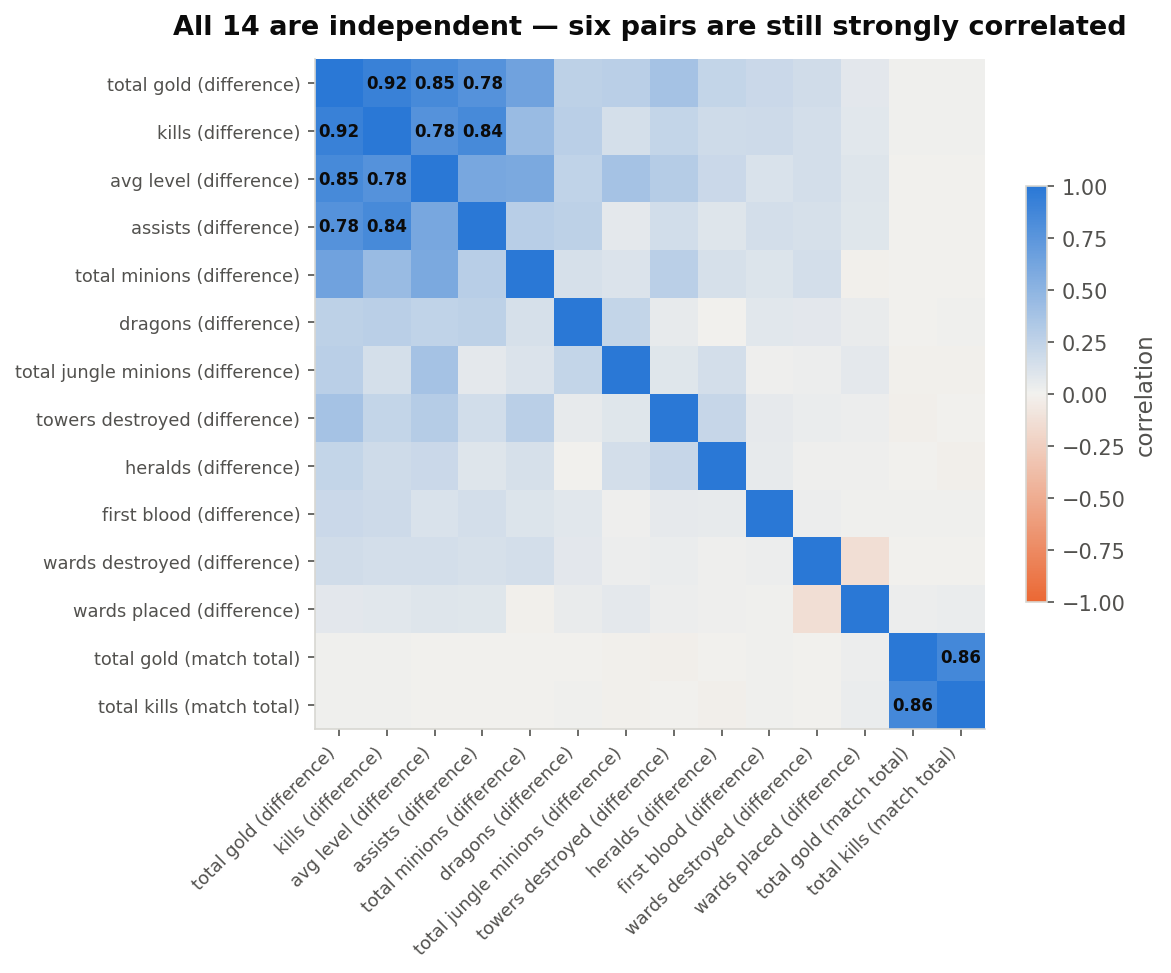 All 14 are independent — six pairs are still strongly correlated
total gold (difference)
0.92 0.85 0.78
kills (difference)
0.92 0.78 0.84
avg level (difference)
0.85 0.78
assists (difference)
0.78 0.84
total minions (difference)
dragons (difference)
total jungle minions (difference)
towers destroyed (difference)
heralds (difference)
first blood (difference)
wards destroyed (difference)
wards placed (difference)
total gold (match total)
0.86
total kills (match total)
0.86
total gold (difference)
kills (difference)
avg level (difference)
assists (difference)
total minions (difference)
dragons (difference)
total jungle minions (difference)
towers destroyed (difference)
heralds (difference)
first blood (difference)
wards destroyed (difference)
wards placed (difference)
total gold (match total)
total kills (match total)
1.00
0.75
0.50
0.25
0.00
−0.25
−0.50
−0.75
−1.00
correlation